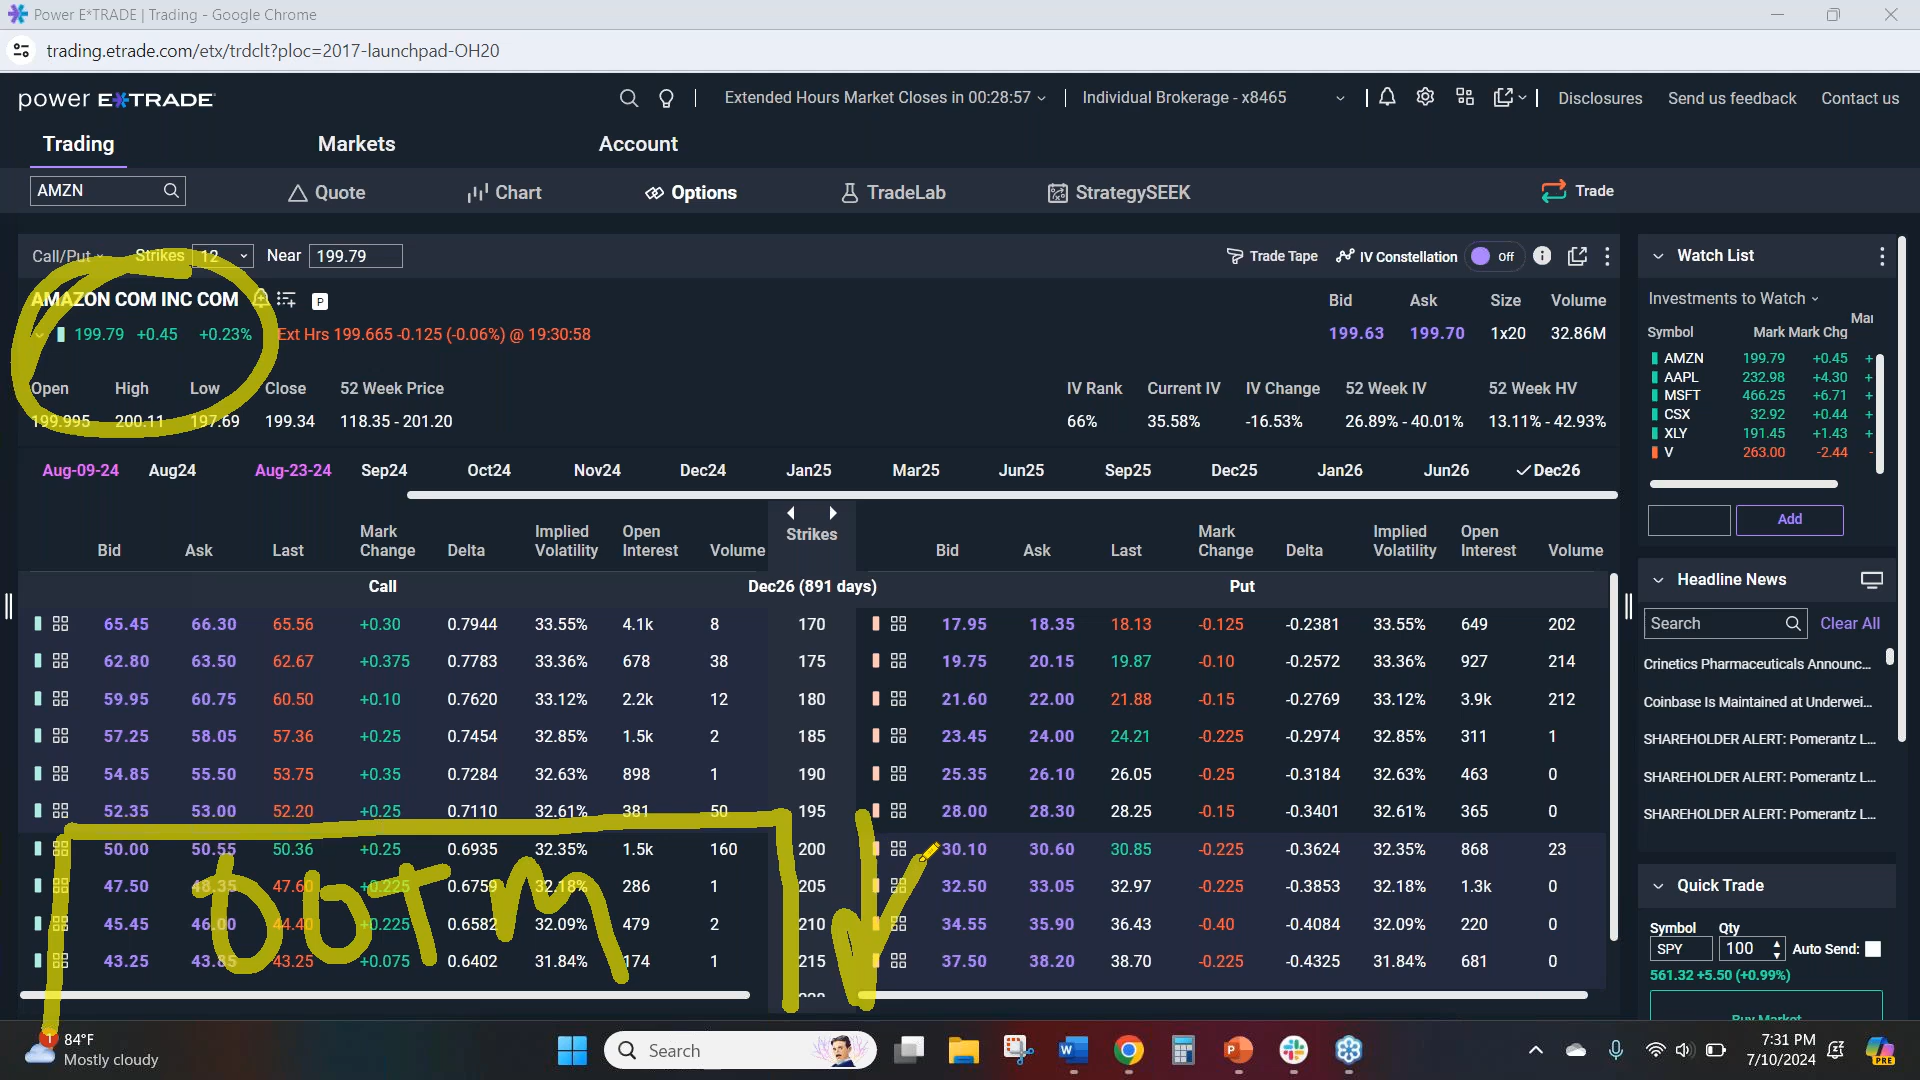 Power E*TRADE | Trading - Google Chrome
trading.etrade.com/etx/trdclt?ploc=2017-launchpad-OH20
power E*TRADE
Extended Hours Market Closes in 00:28:57
Individual Brokerage - x8465
Disclosures Send us feedback Contact us
Trading Markets Account
AMZN Quote Chart Options TradeLab StrategySEEK Trade
Call/Put Strikes 12 Near 199.79 Trade Tape IV Constellation Off
AMAZON COM INC COM P
199.79 +0.45 +0.23% Ext Hrs 199.665 -0.125 (-0.06%) @ 19:30:58
Bid Ask Size Volume
199.63 199.70 1x20 32.86M
Open High Low Close 52 Week Price IV Rank Current IV IV Change 52 Week IV 52 Week HV
199.995 200.11 197.69 199.34 118.35 - 201.20 66% 35.58% -16.53% 26.89% - 40.01% 13.11% - 42.93%
Aug-09-24 Aug24 Aug-23-24 Sep24 Oct24 Nov24 Dec24 Jan25 Mar25 Jun25 Sep25 Dec25 Jan26 Jun26 Dec26
Bid Ask Last Mark Change Delta Implied Volatility Open Interest Volume Strikes Bid Ask Last Mark Change Delta Implied Volatility Open Interest Volume
Call Dec26 (891 days) Put
65.45 66.30 65.56 +0.30 0.7944 33.55% 4.1k 8 170 17.95 18.35 18.13 -0.125 -0.2381 33.55% 649 202
62.80 63.50 62.67 +0.375 0.7783 33.36% 678 38 175 19.75 20.15 19.87 -0.10 -0.2572 33.36% 927 214
59.95 60.75 60.50 +0.10 0.7620 33.12% 2.2k 12 180 21.60 22.00 21.88 -0.15 -0.2769 33.12% 3.9k 212
57.25 58.05 57.36 +0.25 0.7454 32.85% 1.5k 2 185 23.45 24.00 24.21 -0.225 -0.2974 32.85% 311 1
54.85 55.50 53.75 +0.35 0.7284 32.63% 898 1 190 25.35 26.10 26.05 -0.25 -0.3184 32.63% 463 0
52.35 53.00 52.20 +0.25 0.7110 32.61% 381 50 195 28.00 28.30 28.25 -0.15 -0.3401 32.61% 365 0
50.00 50.55 50.36 +0.25 0.6935 32.35% 1.5k 160 200 30.10 30.60 30.85 -0.225 -0.3624 32.35% 868 23
47.50 48.35 47.60 +0.225 0.6759 32.18% 286 1 205 32.50 33.05 32.97 -0.225 -0.3853 32.18% 1.3k 0
45.45 46.00 44.40 +0.225 0.6582 32.09% 479 2 210 34.55 35.90 36.43 -0.40 -0.4084 32.09% 220 0
43.25 43.85 43.25 +0.075 0.6402 31.84% 174 1 215 37.50 38.20 38.70 -0.225 -0.4325 31.84% 681 0
OOTM
Watch List
Investments to Watch
Symbol Mark Mark Chg
AMZN 199.79 +0.45 +
AAPL 232.98 +4.30 +
MSFT 466.25 +6.71 +
CSX 32.92 +0.44 +
XLY 191.45 +1.43 +
V 263.00 -2.44 -
Add
Headline News
Search Clear All
Crinetics Pharmaceuticals Announc...
Coinbase Is Maintained at Underwei...
SHAREHOLDER ALERT: Pomerantz L...
SHAREHOLDER ALERT: Pomerantz L...
SHAREHOLDER ALERT: Pomerantz L...
Quick Trade
Symbol Qty
SPY 100 Auto Send:
561.32 +5.50 (+0.99%)
Buy Market
1 84°F
Mostly cloudy
Search
7:31 PM
7/10/2024
PRE